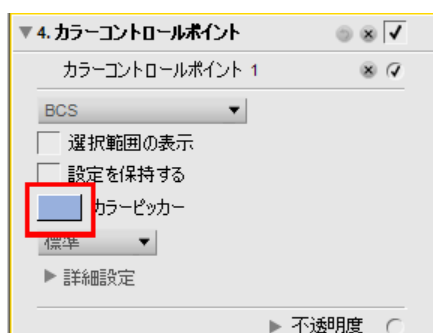 4. カラーコントロールポイント
カラーコントロールポイント 1
BCS
選択範囲の表示
設定を保持する
カラーピッカー
標準
詳細設定
不透明度